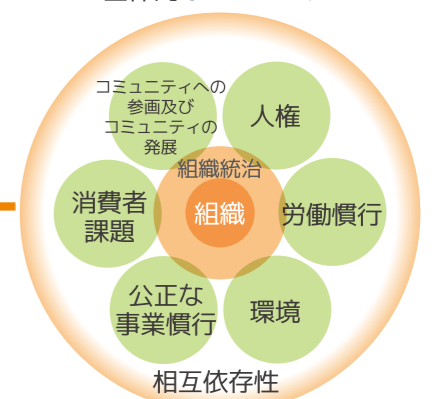 コミュニティへの
参画及び
コミュニティの
発展
人権
組織統治
消費者
課題
組織
労働慣行
公正な
事業慣行
環境
相互依存性